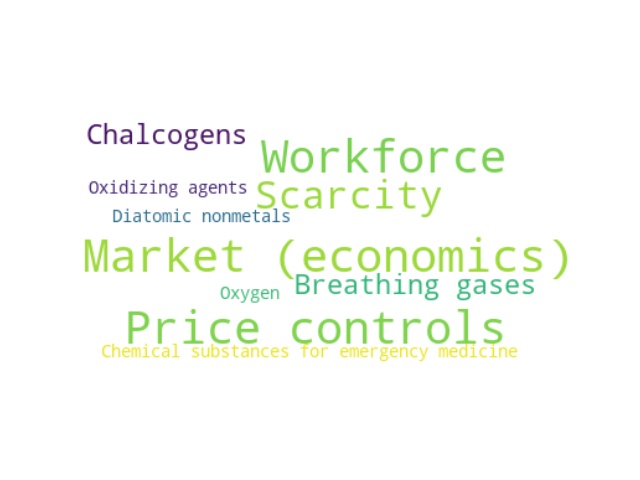 Chalcogens
Workforce
Oxidizing agents
Scarcity
Diatomic nonmetals
Market (economics)
Oxygen
Breathing gases
Price controls
Chemical substances for emergency medicine